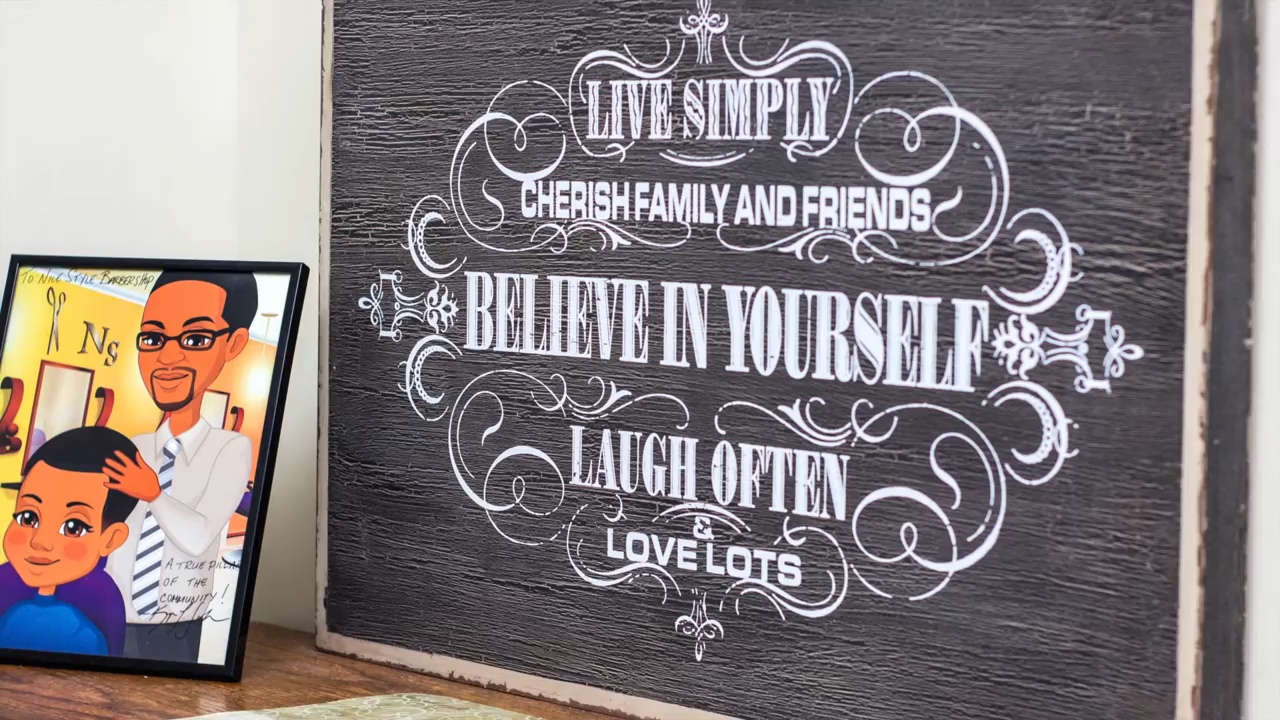 TO NILE STYLE BARBERSHOP
Ns
A TRUE PILLAR
OF THE
COMMUNITY!
LIVE SIMPLY
CHERISH FAMILY AND FRIENDS
BELIEVE IN YOURSELF
LAUGH OFTEN
&
LOVE LOTS